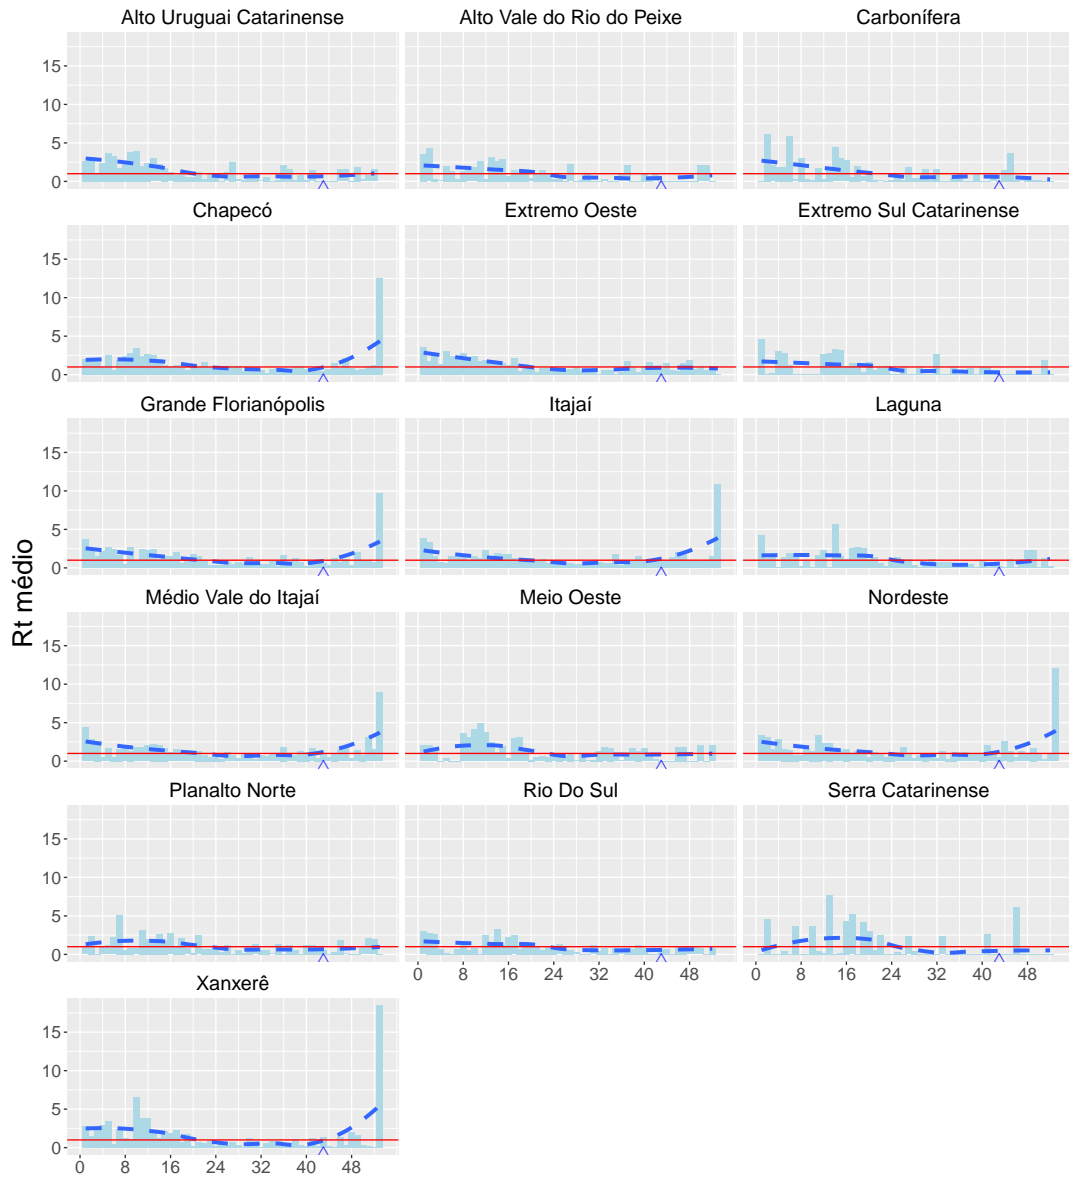 Alto Uruguai Catarinense Alto Vale do Rio do Peixe Carbonífera
15
10
5
0
Chapecó Extremo Oeste Extremo Sul Catarinense
15
10
5
0
Grande Florianópolis Itajaí Laguna
15
10
5
0
Rt médio
Médio Vale do Itajaí Meio Oeste Nordeste
15
10
5
0
Planalto Norte Rio Do Sul Serra Catarinense
15
10
5
0
0 8 16 24 32 40 48 0 8 16 24 32 40 48
Xanxerê
15
10
5
0
0 8 16 24 32 40 48